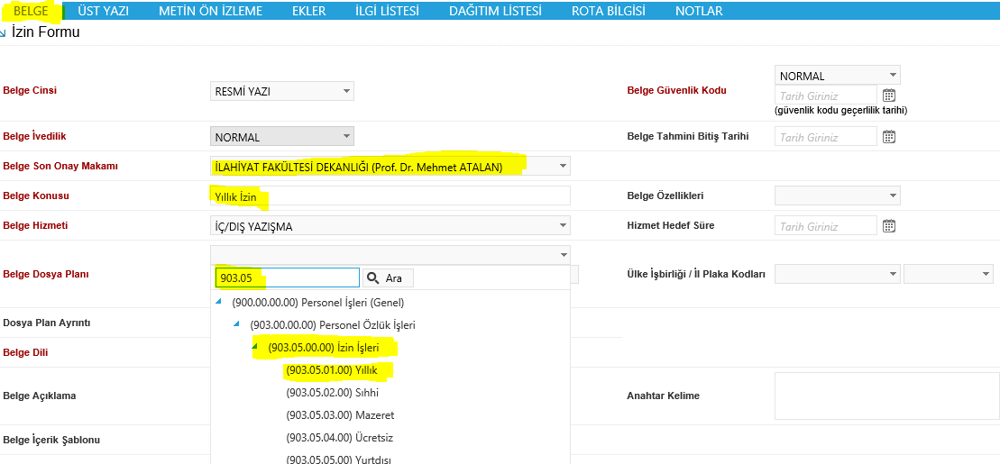 BELGE ÜST YAZI METİN ÖN İZLEME EKLER İLGİ LİSTESİ DAĞITIM LİSTESİ ROTA BİLGİSİ NOTLAR
İzin Formu
Belge Cinsi RESMİ YAZI Belge Güvenlik Kodu NORMAL
Tarih Giriniz
(güvenlik kodu geçerlilik tarihi)
Belge İvedilik NORMAL Belge Tahmini Bitiş Tarihi Tarih Giriniz
Belge Son Onay Makamı İLAHİYAT FAKÜLTESİ DEKANLIĞI (Prof. Dr. Mehmet ATALAN)
Belge Konusu Yıllık İzin Belge Özellikleri
Belge Hizmeti İÇ/DIŞ YAZIŞMA Hizmet Hedef Süre Tarih Giriniz
Belge Dosya Planı 903.05 Ara Ülke İşbirliği / İl Plaka Kodları
(900.00.00.00) Personel İşleri (Genel)
Dosya Plan Ayrıntı (903.00.00.00) Personel Özlük İşleri
Belge Dili (903.05.00.00) İzin İşleri
(903.05.01.00) Yıllık
Belge Açıklama (903.05.02.00) Sıhhi Anahtar Kelime
(903.05.03.00) Mazeret
Belge İçerik Şablonu (903.05.04.00) Ücretsiz
(903.05.05.00) Yurtdışı